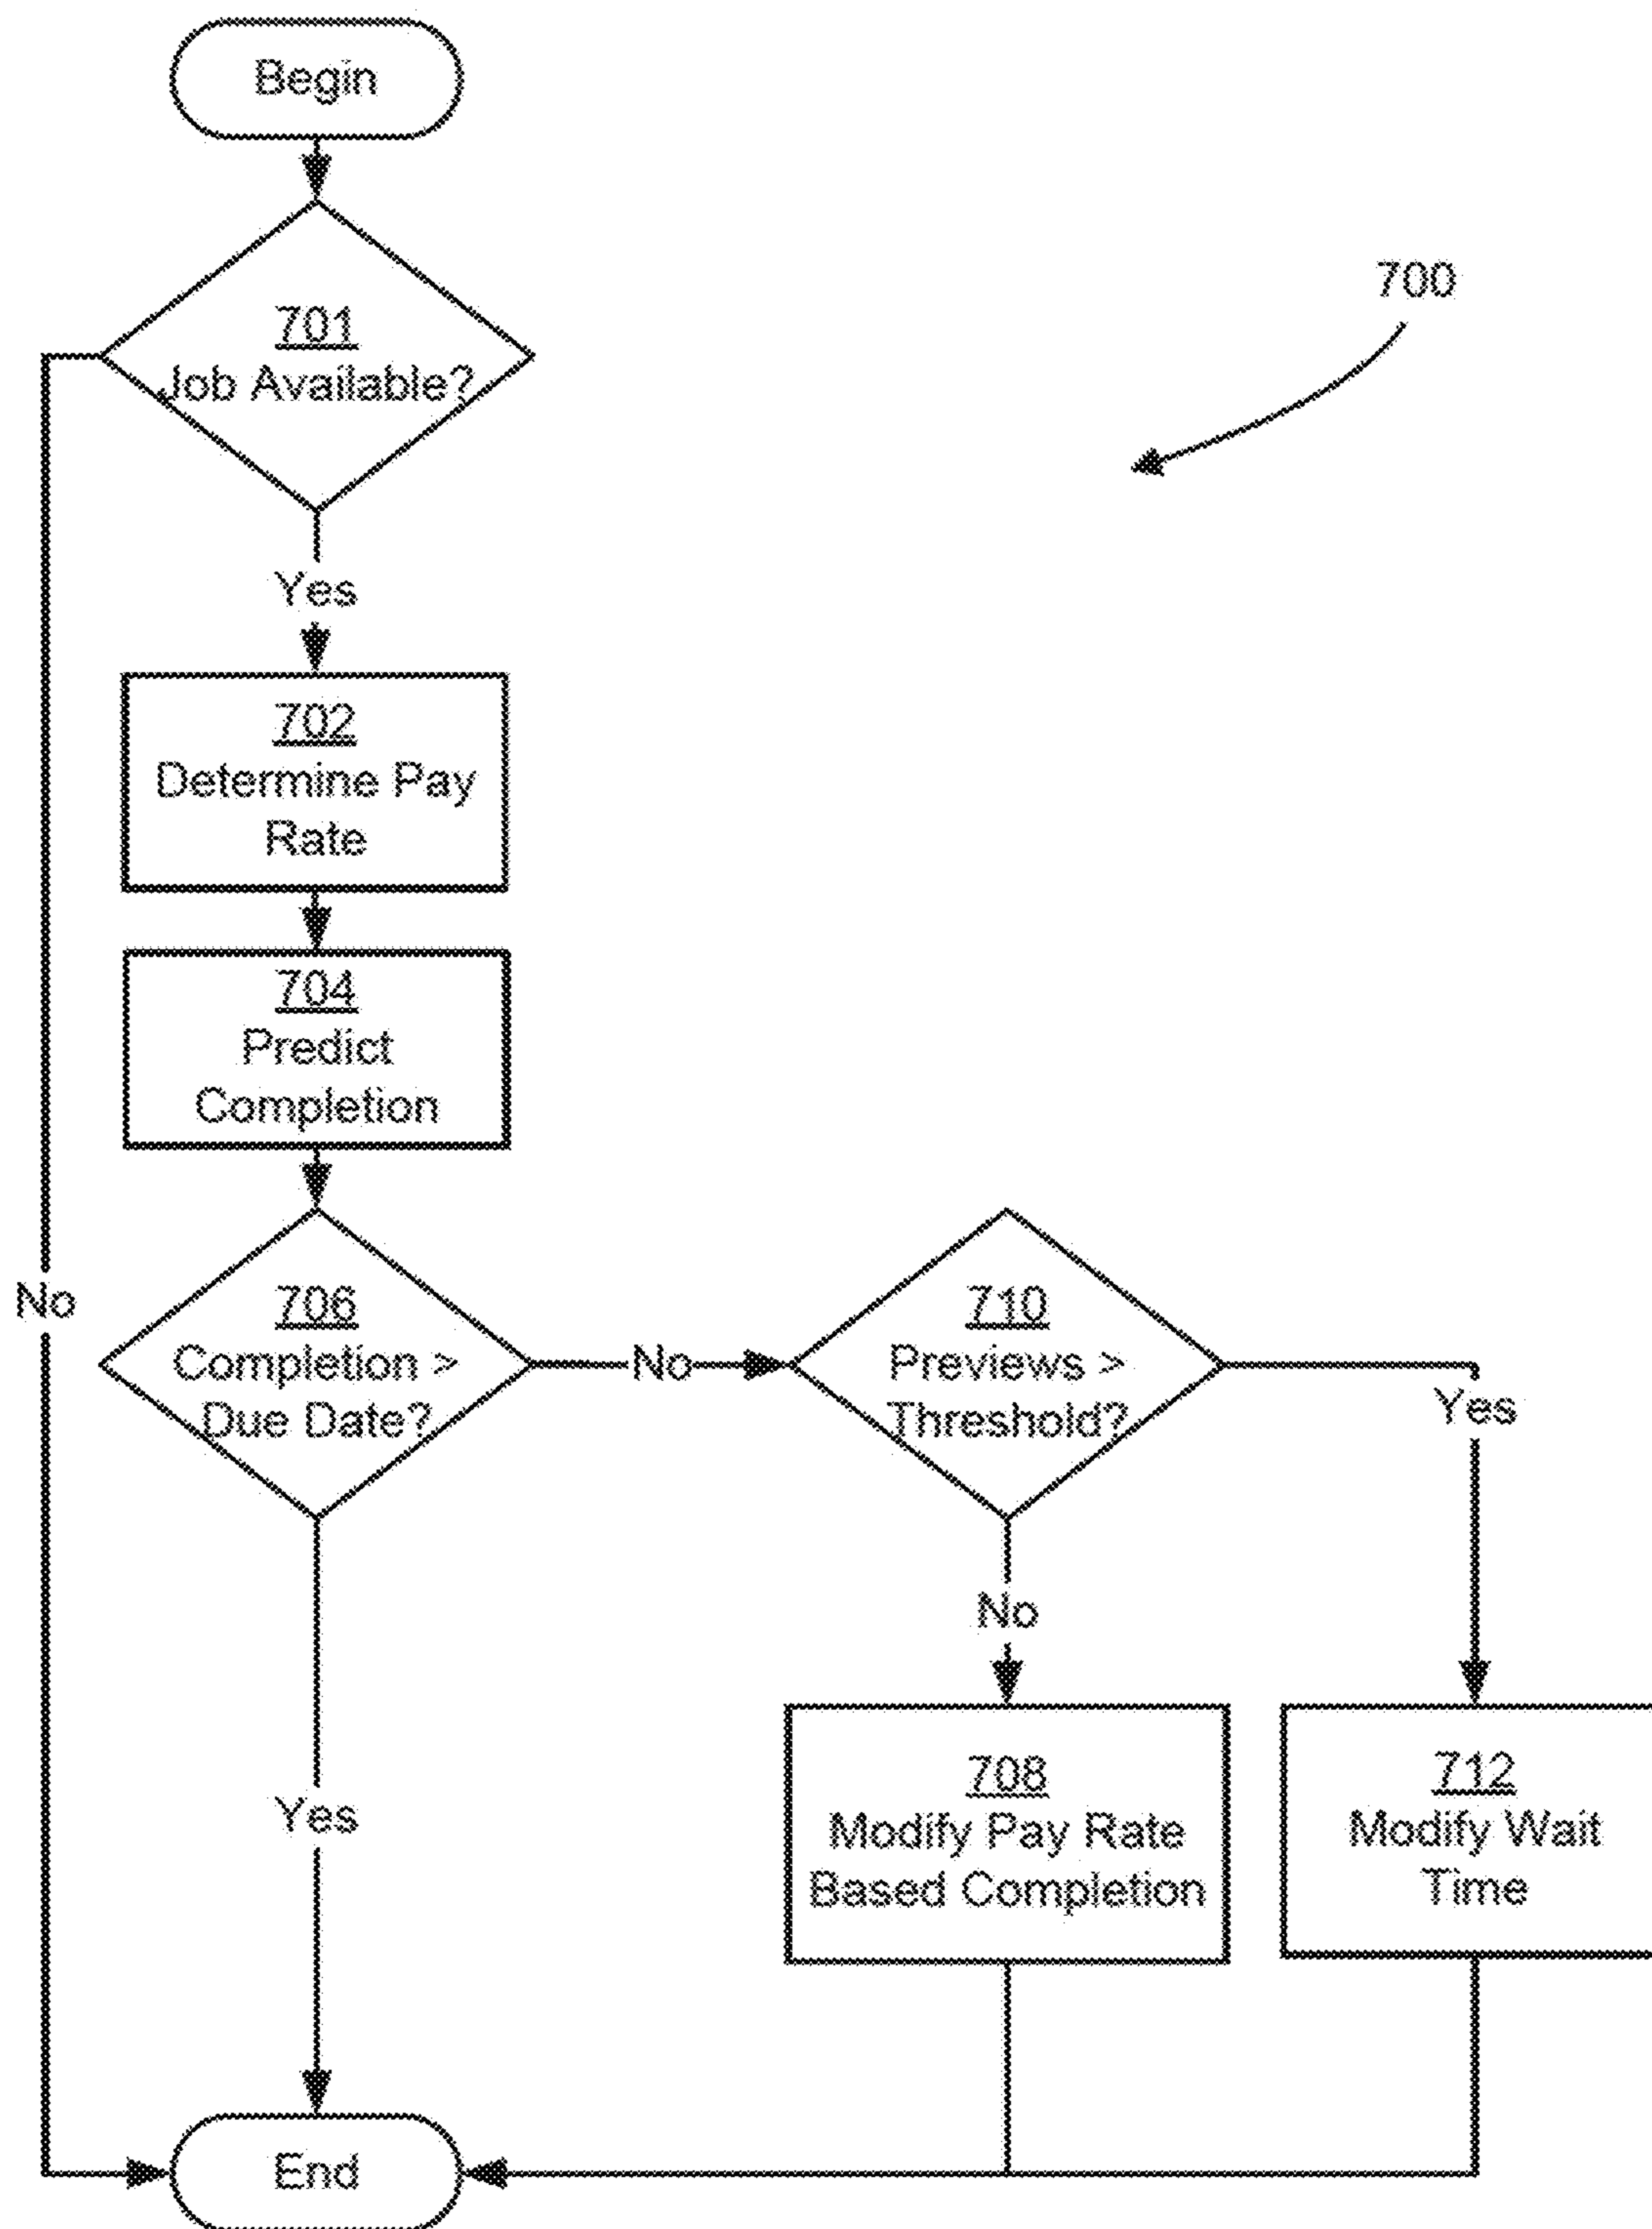 Begin
700
701
Job Available?
Yes
702
Determine Pay
Rate
704
Predict
Completion
No
706
Completion >
Due Date?
No
710
Previews >
Threshold?
Yes
No
Yes
708
Modify Pay Rate
Based Completion
712
Modify Wait
Time
End